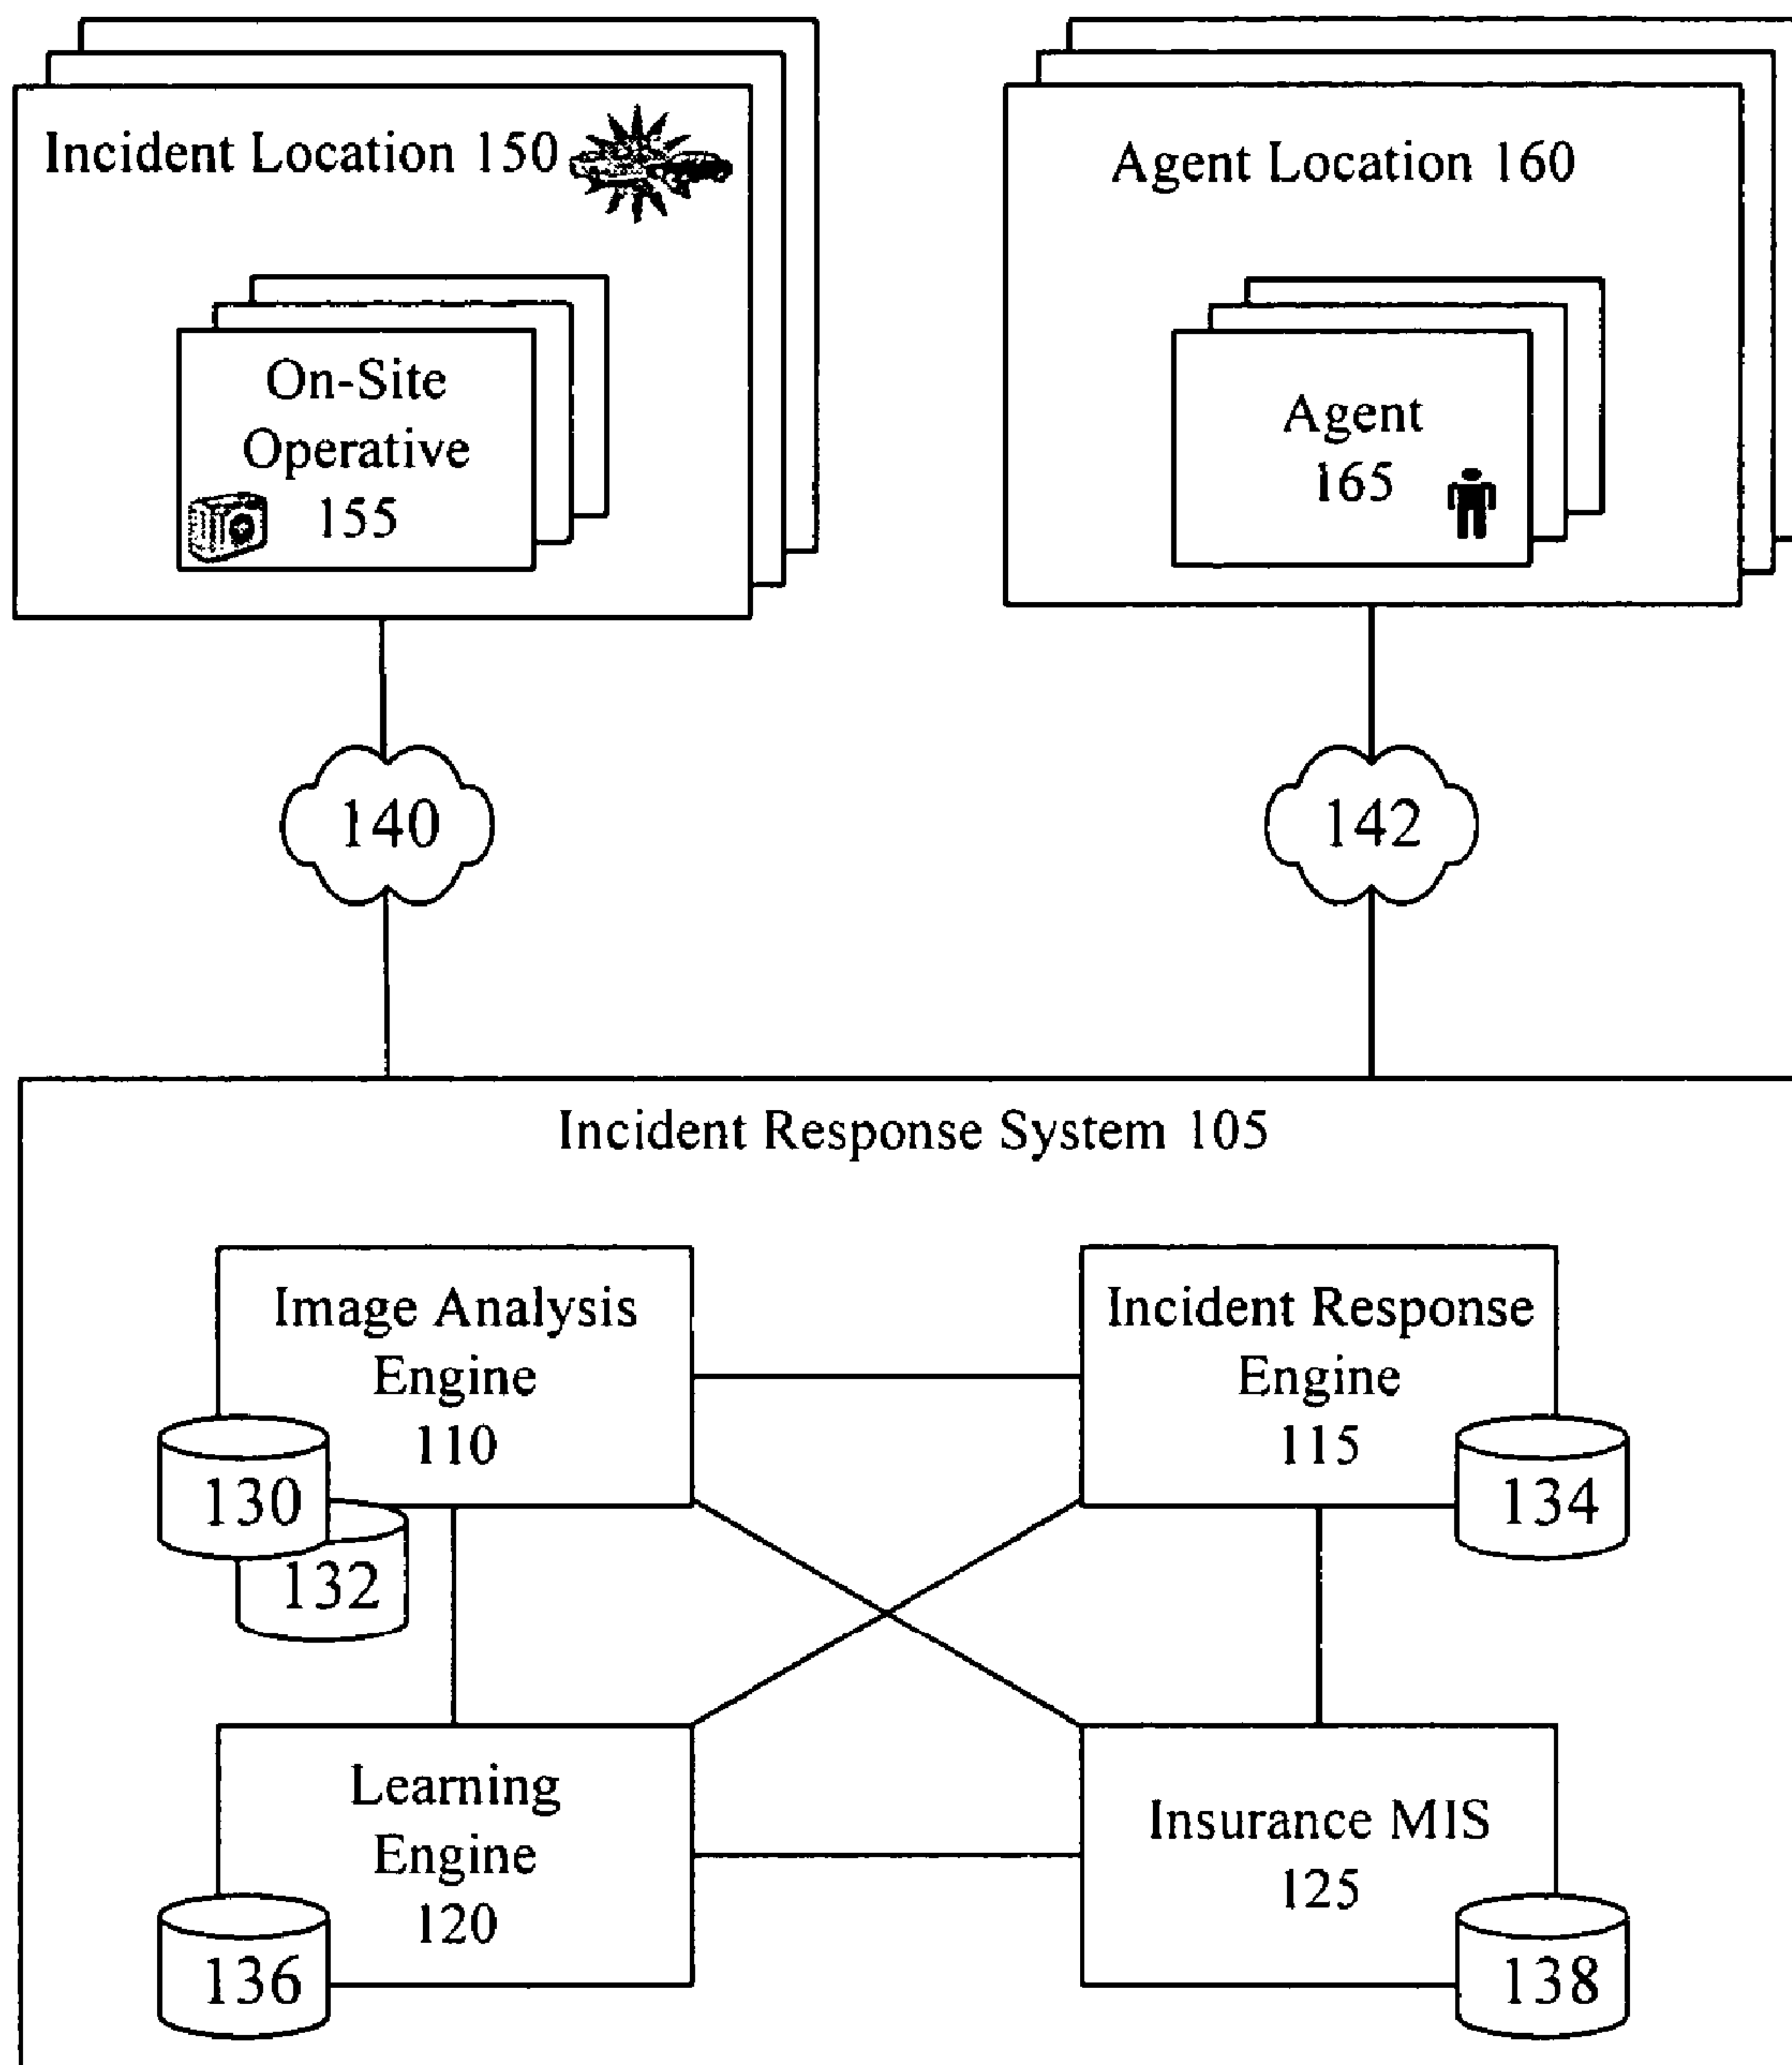 Incident Location 150
On-Site
Operative
155
Agent Location 160
Agent
165
140
142
Incident Response System 105
Image Analysis
Engine
110
130
132
Incident Response
Engine
115
134
Learning
Engine
120
136
Insurance MIS
125
138